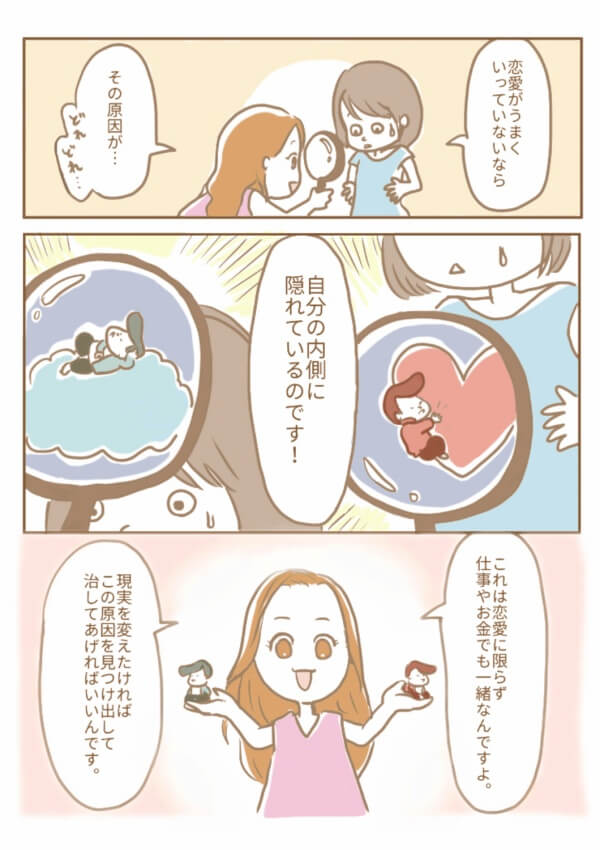 恋愛がうまく
いっていないなら
その原因が…
どれ
どれ…
自分の内側に
隠れているのです！
これは恋愛に限らず
仕事やお金でも一緒なんですよ。
現実を変えたければ
この原因を見つけ出して
治してあげればいいんです。